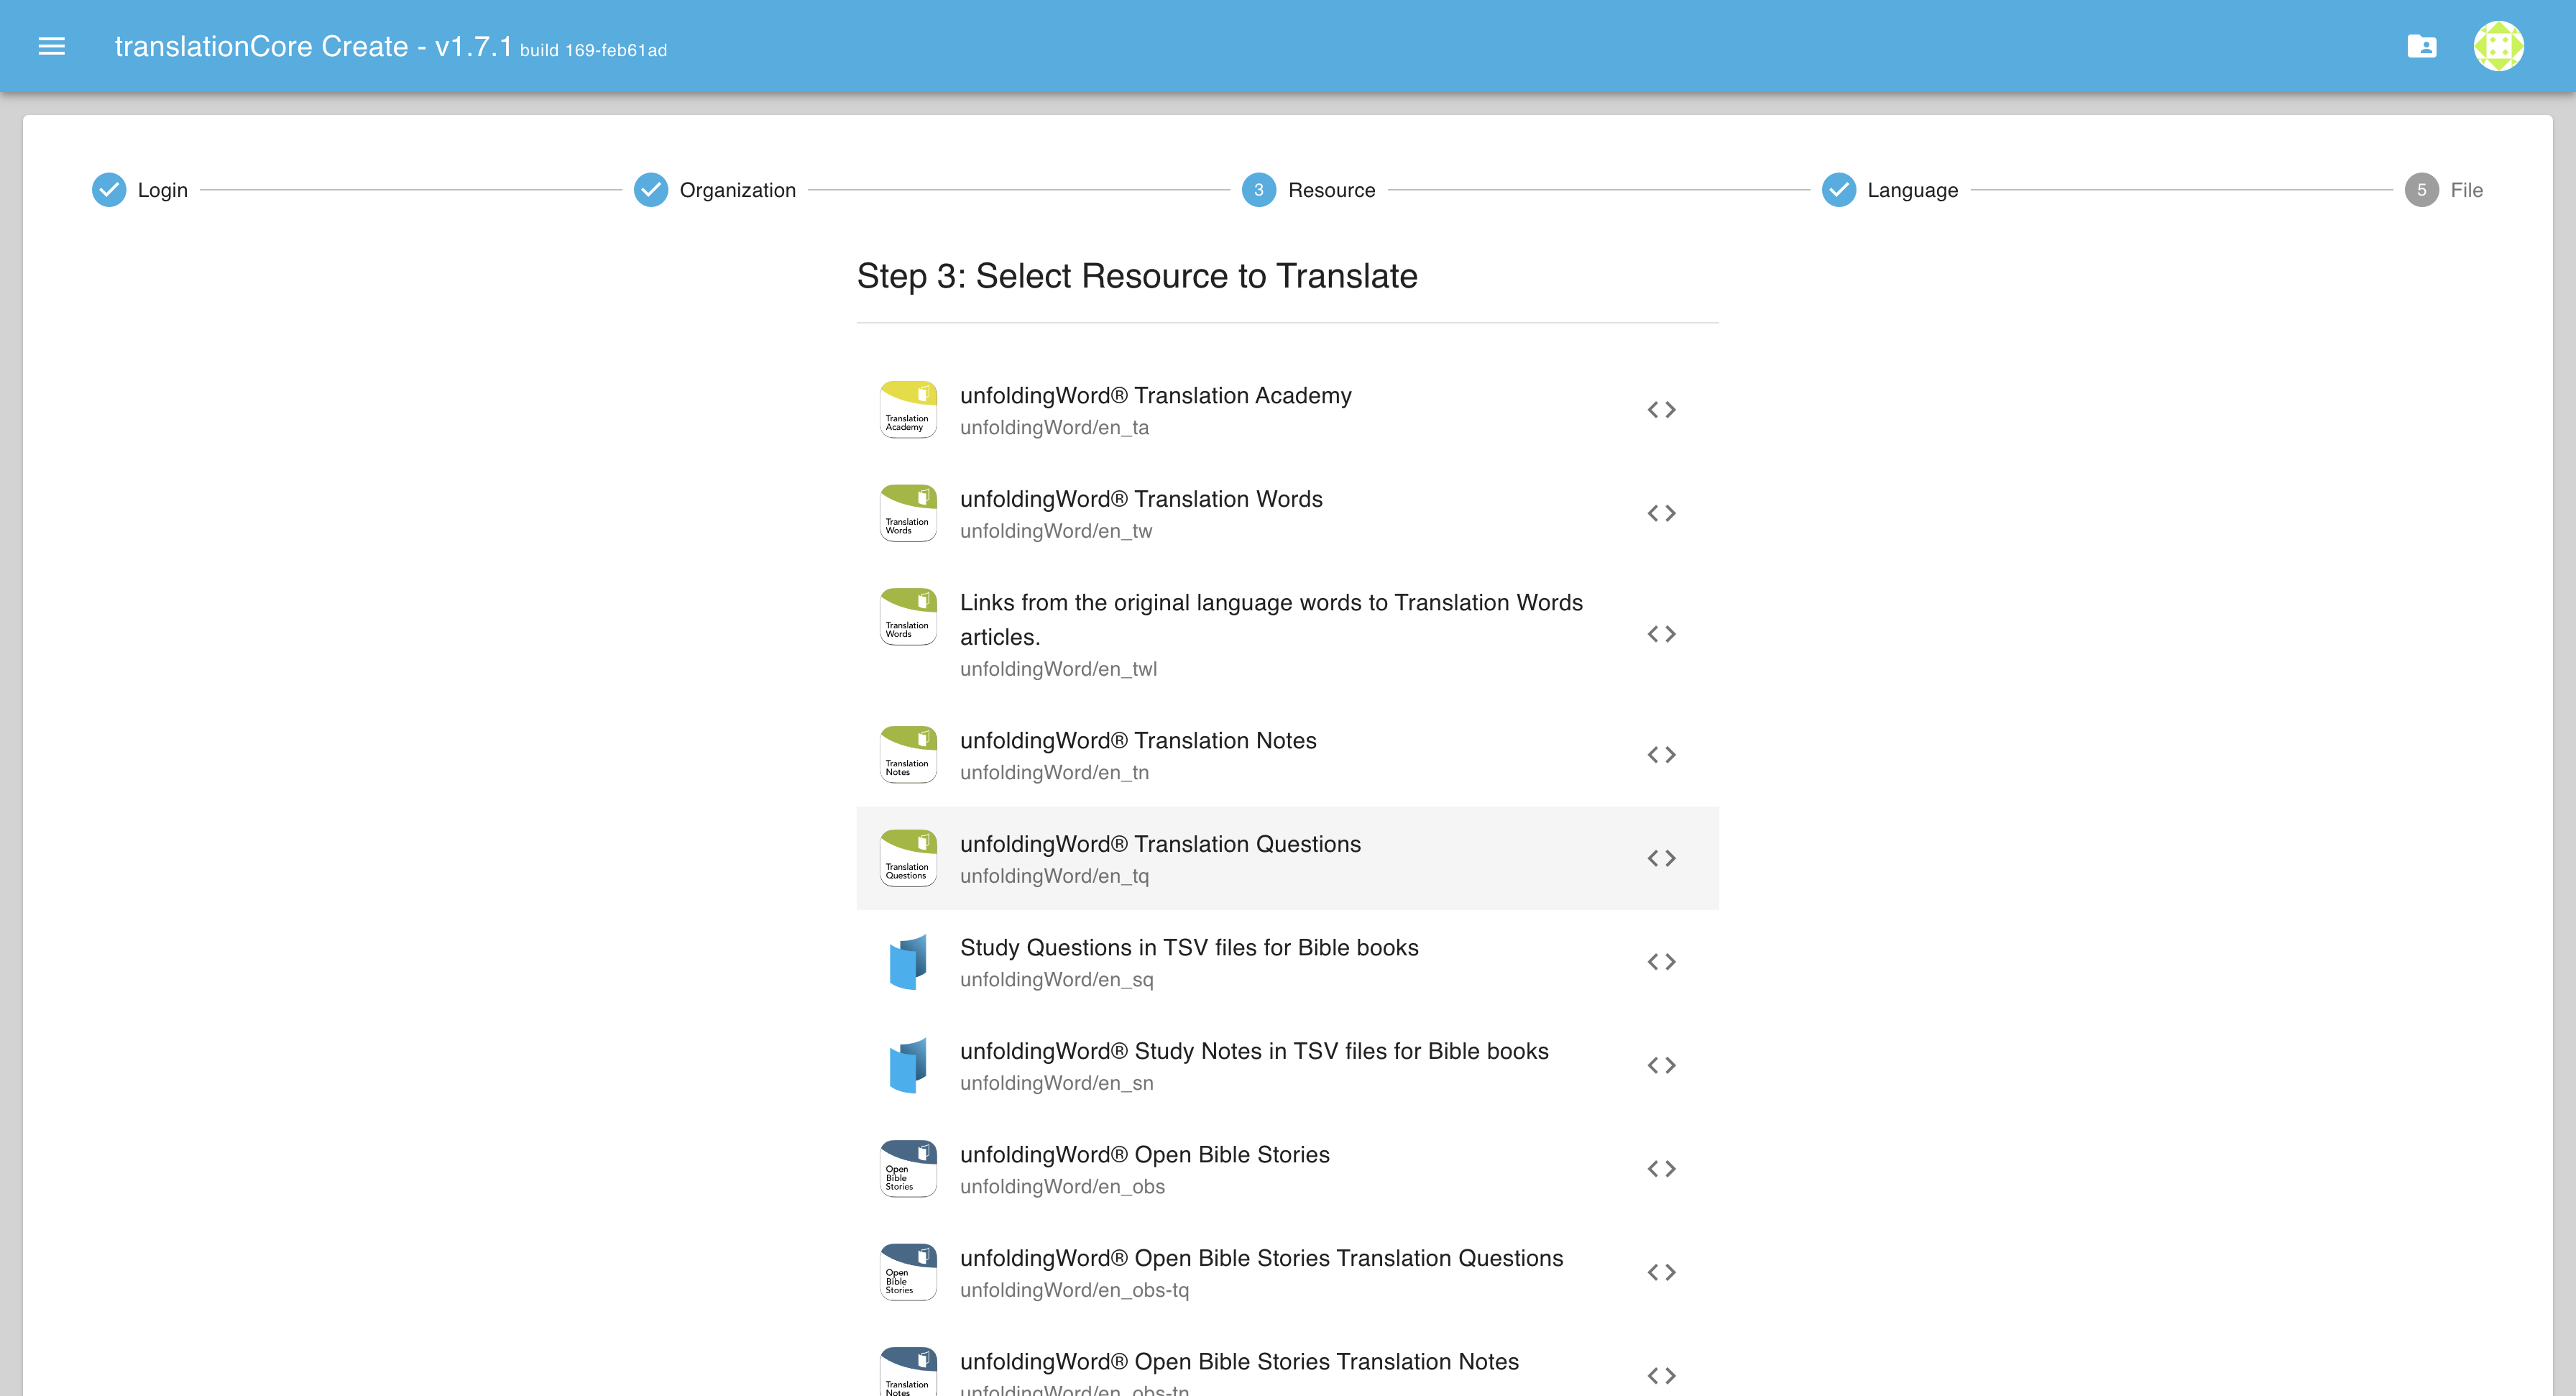 translationCore Create - v1.7.1 build 169-feb61ad
Login
Organization
3 Resource
Language
5 File
Step 3: Select Resource to Translate
Translation
Academy
unfoldingWord® Translation Academy
unfoldingWord/en_ta
Translation
Words
unfoldingWord® Translation Words
unfoldingWord/en_tw
Translation
Words
Links from the original language words to Translation Words
articles.
unfoldingWord/en_twl
Translation
Notes
unfoldingWord® Translation Notes
unfoldingWord/en_tn
Translation
Questions
unfoldingWord® Translation Questions
unfoldingWord/en_tq
Study Questions in TSV files for Bible books
unfoldingWord/en_sq
unfoldingWord® Study Notes in TSV files for Bible books
unfoldingWord/en_sn
Open
Bible
Stories
unfoldingWord® Open Bible Stories
unfoldingWord/en_obs
Open
Bible
Stories
unfoldingWord® Open Bible Stories Translation Questions
unfoldingWord/en_obs-tq
Translation
Notes
unfoldingWord® Open Bible Stories Translation Notes
unfoldingWord/en_obs-tn